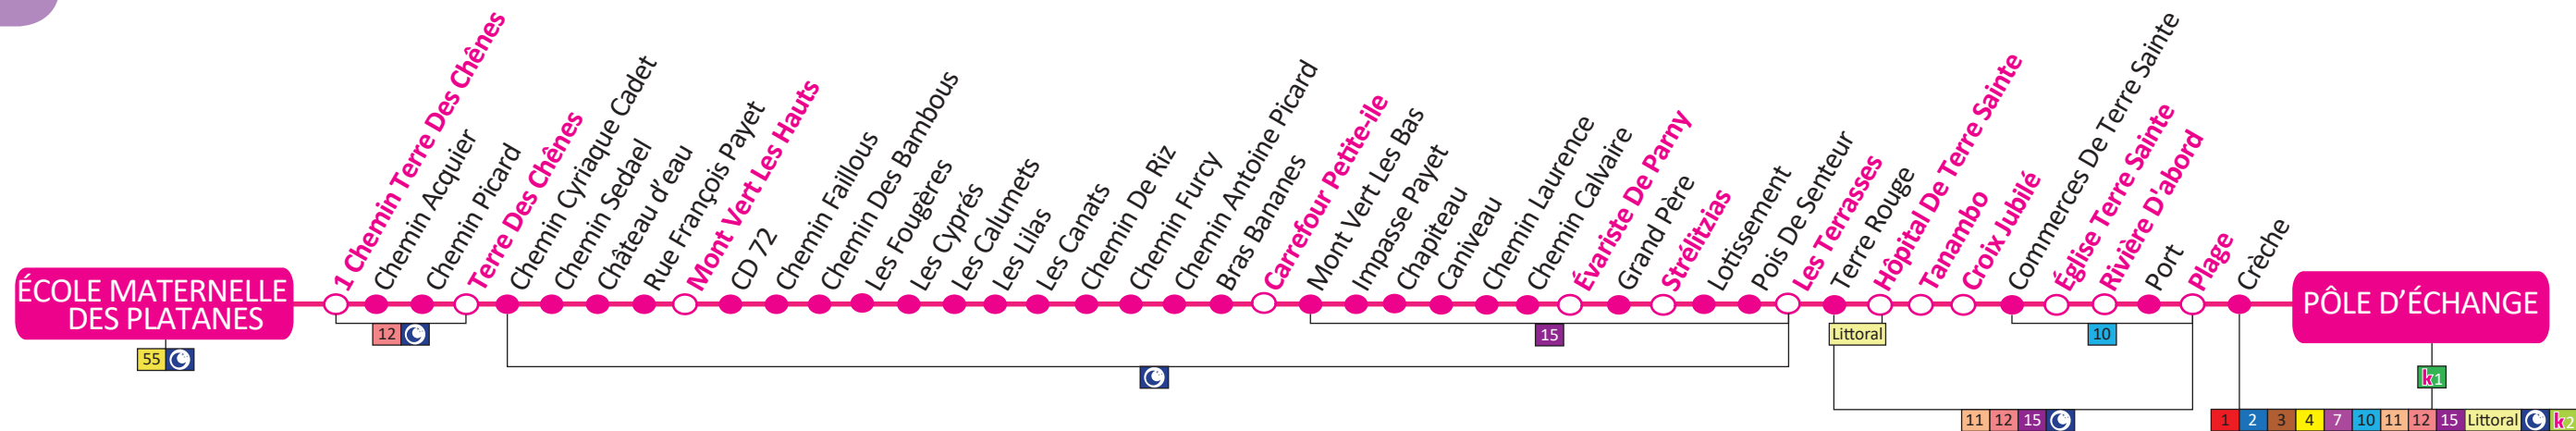 ÉCOLE MATERNELLE
DES PLATANES
1 Chemin Terre Des Chênes
Chemin Acquier
Chemin Picard
Terre Des Chênes
Chemin Cyriaque Cadet
Chemin Sedael
Château d'eau
Rue François Payet
Mont Vert Les Hauts
CD 72
Chemin Faillous
Chemin Des Bambous
Les Fougères
Les Cyprés
Les Calumets
Les Lilas
Les Canats
Chemin De Riz
Chemin Furcy
Chemin Antoine Picard
Bras Bananes
Carrefour Petite-ile
Mont Vert Les Bas
Impasse Payet
Chapiteau
Caniveau
Chemin Laurence
Chemin Calvaire
Évariste De Parny
Grand Père
Strélitzias
Lotissement
Pois De Senteur
Les Terrasses
Terre Rouge
Hôpital De Terre Sainte
Tanambo
Croix Jubilé
Commerces De Terre Sainte
Église Terre Sainte
Rivière D'abord
Port
Plage
Crèche
PÔLE D'ÉCHANGE
55
12
15
Littoral
10
11 12 15
k1
1 2 3 4 7 10 11 12 15 Littoral k2